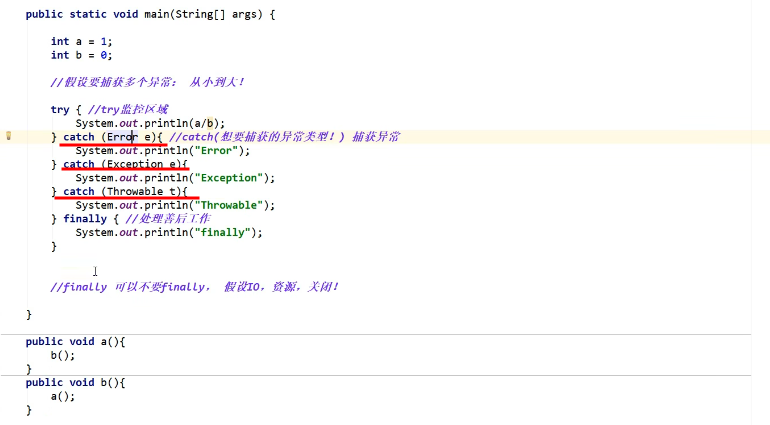 public static void main(String[] args) {
int a = 1;
int b = 0;
//假设要捕获多个异常： 从小到大！
try { //try监控区域
System.out.println(a/b);
} catch (Error e){ //catch(想要捕获的异常类型！) 捕获异常
System.out.println("Error");
} catch (Exception e){
System.out.println("Exception");
} catch (Throwable t){
System.out.println("Throwable");
} finally { //处理善后工作
System.out.println("finally");
}
//finally 可以不要finally， 假设IO，资源，关闭！
}
public void a(){
b();
}
public void b(){
a();
}